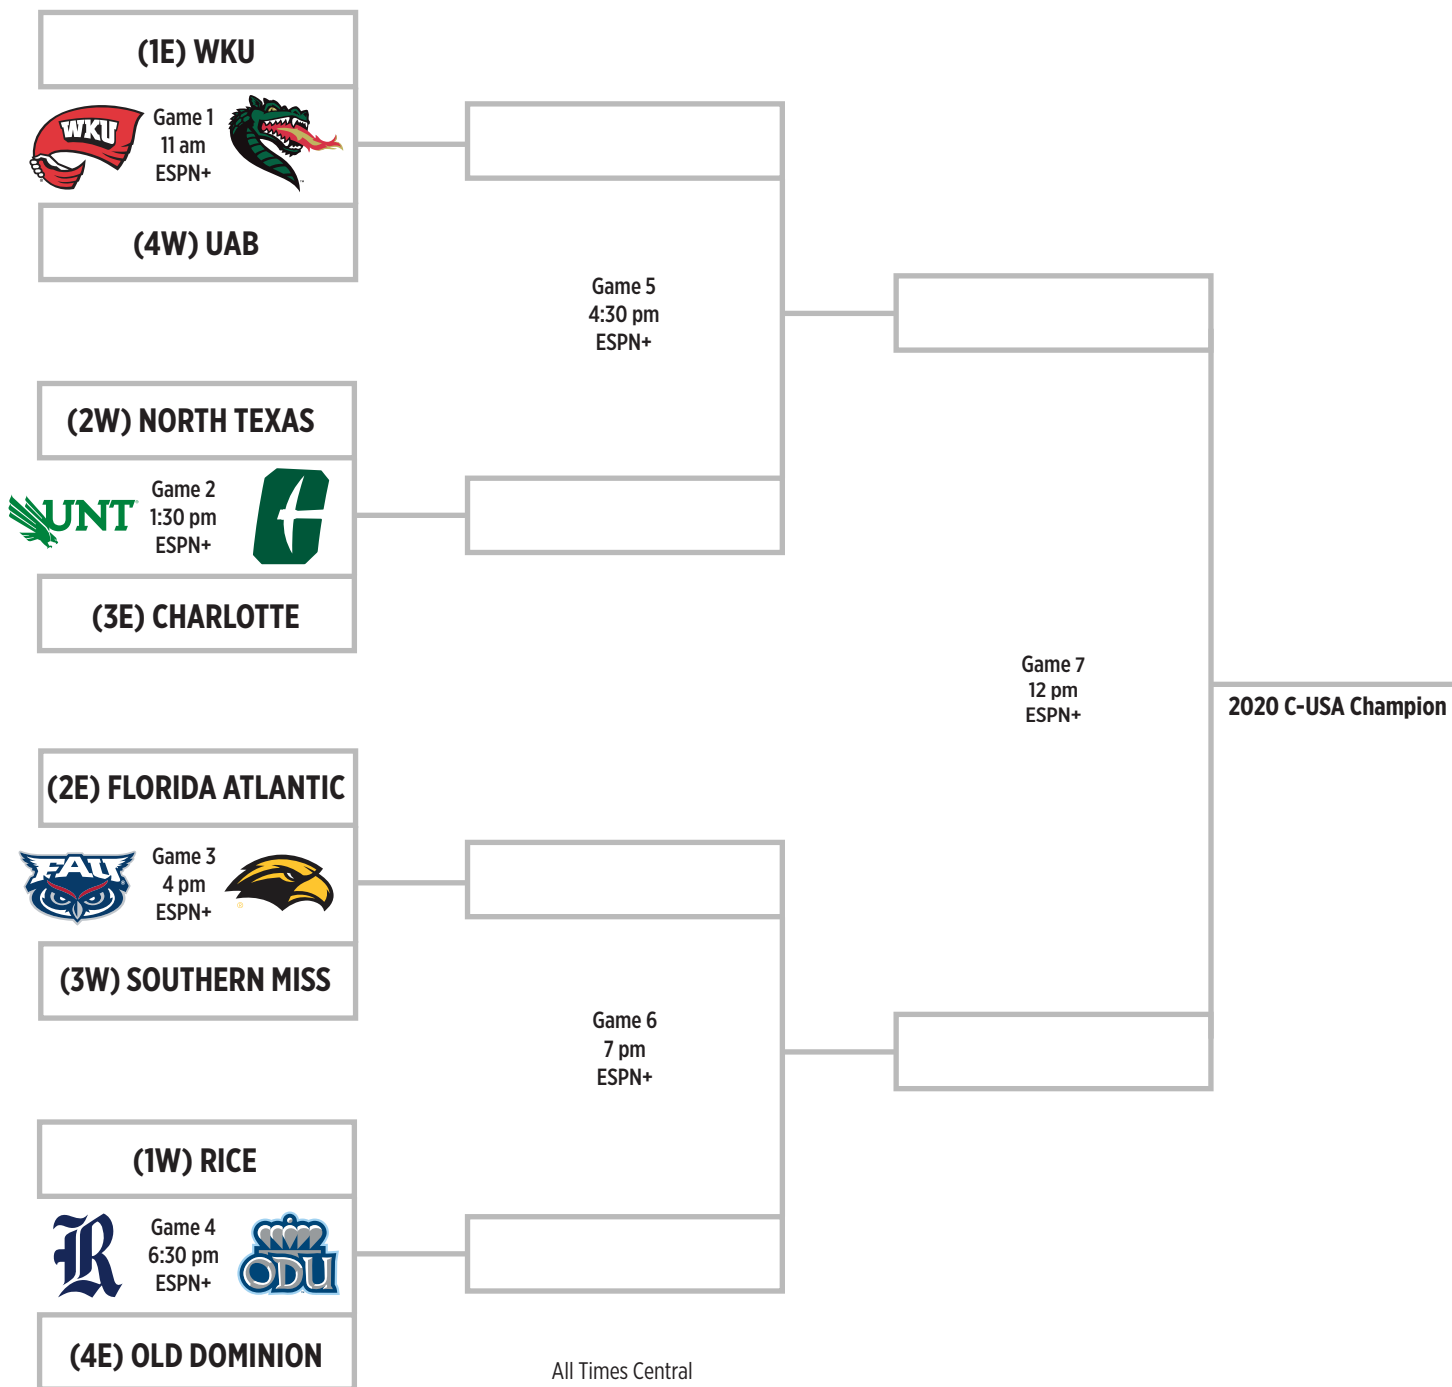 (1E) WKU
WKU
Game 1
11 am
ESPN+
(4W) UAB
Game 5
4:30 pm
ESPN+
(2W) NORTH TEXAS
UNT
Game 2
1:30 pm
ESPN+
C
(3E) CHARLOTTE
Game 7
12 pm
ESPN+
2020 C-USA Champion
(2E) FLORIDA ATLANTIC
FAU
Game 3
4 pm
ESPN+
(3W) SOUTHERN MISS
Game 6
7 pm
ESPN+
(1W) RICE
R
Game 4
6:30 pm
ESPN+
ODU
(4E) OLD DOMINION
All Times Central